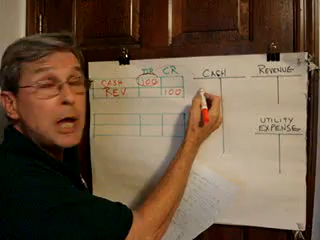 DR CR
CASH 100
REV 100
CASH
REVENUE
UTILITY
EXPENSE